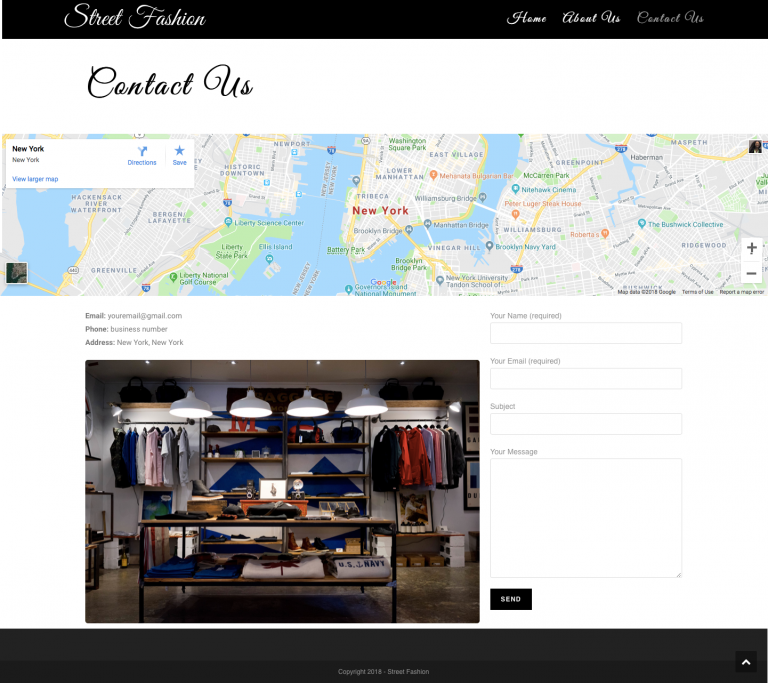 Street Fashion
Home About Us Contact Us
Contact Us
New York
New York
Directions
Save
View larger map
NEWPORT
Washington
Square Park
EAST VILLAGE
MASPETH
HISTORIC
DOWNTOWN
LOWER
MANHATTAN
Mehanata Burgarian Bar
GREENPOINT
Haberman
McCarren Park
Nitehawk Cinema
HACKENSACK
RIVER
WATERFRONT
TRIBECA
Williamsburg Bridge
Peter Luger Steak House
New York
BERGEN/
LAFAYETTE
Liberty Science Center
Brooklyn Bridge
Manhattan Bridge
WILLIAMSBURG
Roberta's
The Bushwick Collective
Liberty
State Park
Ellis Island
Battery Park
VINEGAR HILL
Brooklyn Navy Yard
RIDGEWOOD
Brooklyn
Bridge Park
GREENVILLE
Liberty National
Golf Course
Google
New York University
Tandon School of...
Governors Island
National Monument
Map data ©2018 Google Terms of Use Report a map error
Email: youremail@gmail.com
Phone: business number
Address: New York, New York
Your Name (required)
Your Email (required)
Subject
Your Message
U.S. NAVY
SEND
Copyright 2018 - Street Fashion